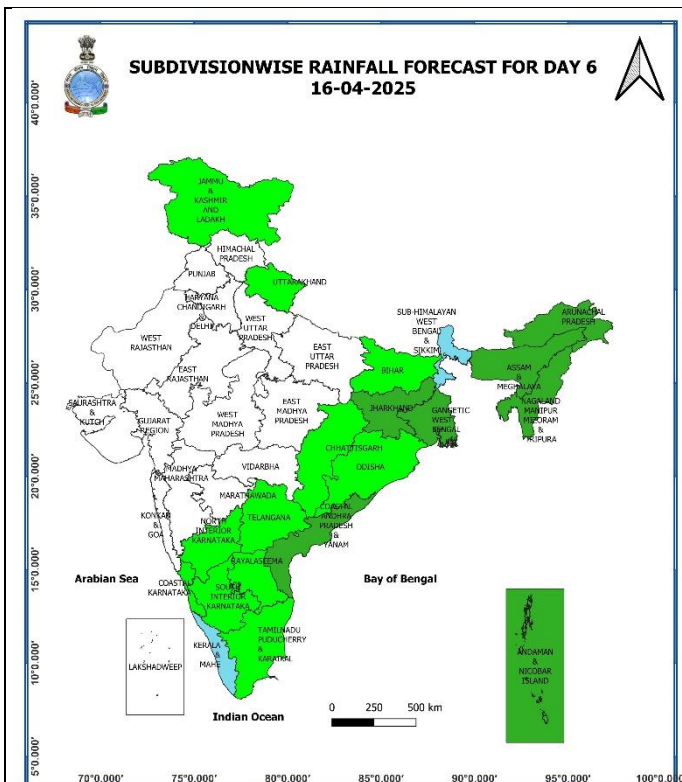 SUBDIVISIONWISE RAINFALL FORECAST FOR DAY 6
16-04-2025
40°0.000'
JAMMU
&
KASHMIR
AND
LADAKH
35°0.000'
HIMACHAL
PRADESH
PUNJAB
UTTARAKHAND
30°0.000'
HARYANA
CHANDIGARH
&
DELHI
WEST
UTTAR
PRADESH
SUB-HIMALAYAN
WEST
BENGAL
&
SIKKIM
ARUNACHAL
PRADESH
WEST
RAJASTHAN
EAST
UTTAR
PRADESH
EAST
RAJASTHAN
BIHAR
ASSAM
&
MEGHALAYA
25°0.000'
SAURASHTRA
&
KUTCH
GUJARAT
REGION
WEST
MADHYA
PRADESH
EAST
MADHYA
PRADESH
JHARKHAND
GANGETIC
WEST
BENGAL
NAGALAND
MANIPUR
MIZORAM
&
TRIPURA
CHHATTISGARH
ODISHA
MADHYA
MAHARASHTRA
VIDARBHA
20°0.000'
MARATHAWADA
KONKAN
&
GOA
NORTH
INTERIOR
KARNATAKA
TELANGANA
COASTAL
ANDHRA
PRADESH
&
YANAM
RAYALASEEMA
15°0.000'
Arabian Sea
Bay of Bengal
COASTAL
KARNATAKA
SOUTH
INTERIOR
KARNATAKA
TAMILNADU
PUDUCHERRY
&
KARAIKAL
KERALA
&
MAHE
LAKSHADWEEP
ANDAMAN
&
NICOBAR
ISLAND
10°0.000'
Indian Ocean
0 250 500 km
5°0.000'
70°0.000' 75°0.000' 80°0.000' 85°0.000' 90°0.000' 95°0.000' 100°0.000'